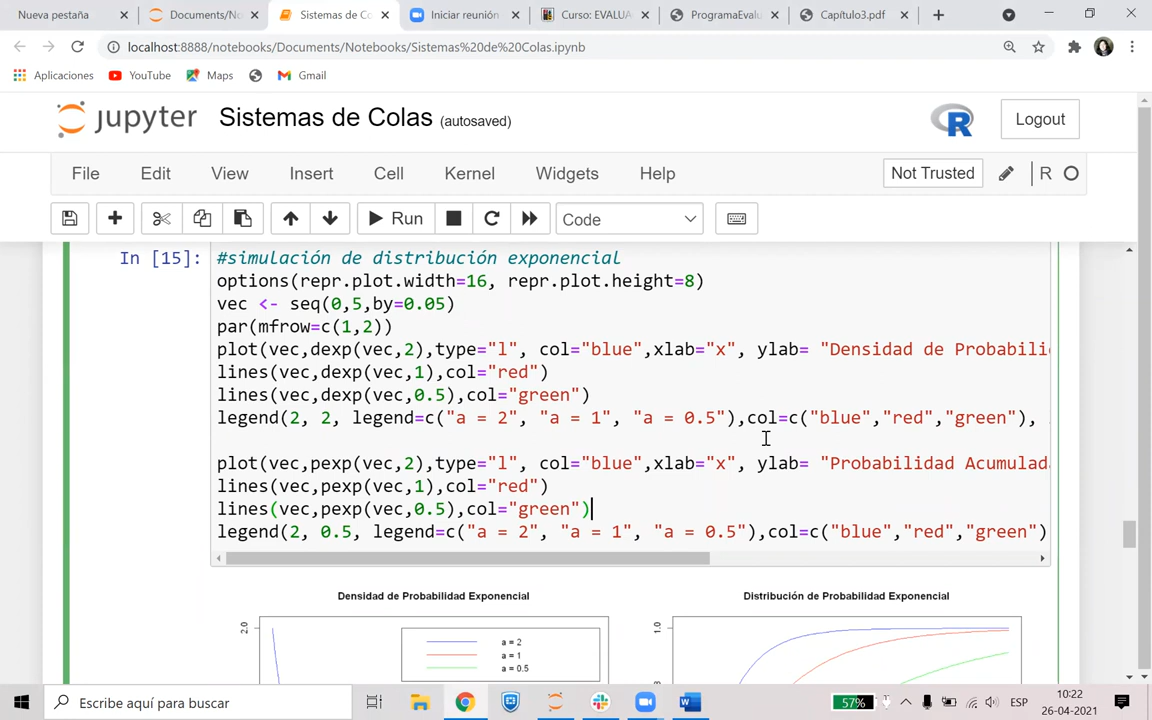 Nueva pestaña
Documents/No
Sistemas de Co
Iniciar reunión
Curso: EVALUA
ProgramaEvalu
Capítulo3.pdf
localhost:8888/notebooks/Documents/Notebooks/Sistemas%20de%20Colas.ipynb
Aplicaciones YouTube Maps Gmail
jupyter Sistemas de Colas (autosaved)
R
Logout
File Edit View Insert Cell Kernel Widgets Help
Not Trusted
R
Run
Code
In [15]:
#simulación de distribución exponencial
options(repr.plot.width=16, repr.plot.height=8)
vec <- seq(0,5,by=0.05)
par(mfrow=c(1,2))
plot(vec,dexp(vec,2),type="l", col="blue",xlab="x", ylab= "Densidad de Probabili
lines(vec,dexp(vec,1),col="red")
lines(vec,dexp(vec,0.5),col="green")
legend(2, 2, legend=c("a = 2", "a = 1", "a = 0.5"),col=c("blue","red","green"),
plot(vec,pexp(vec,2),type="l", col="blue",xlab="x", ylab= "Probabilidad Acumulada
lines(vec,pexp(vec,1),col="red")
lines(vec,pexp(vec,0.5),col="green")
legend(2, 0.5, legend=c("a = 2", "a = 1", "a = 0.5"),col=c("blue","red","green")
Densidad de Probabilidad Exponencial
2.0
a = 2
a = 1
a = 0.5
Distribución de Probabilidad Exponencial
1.0
Escribe aquí para buscar
57%
ESP
10:22
26-04-2021